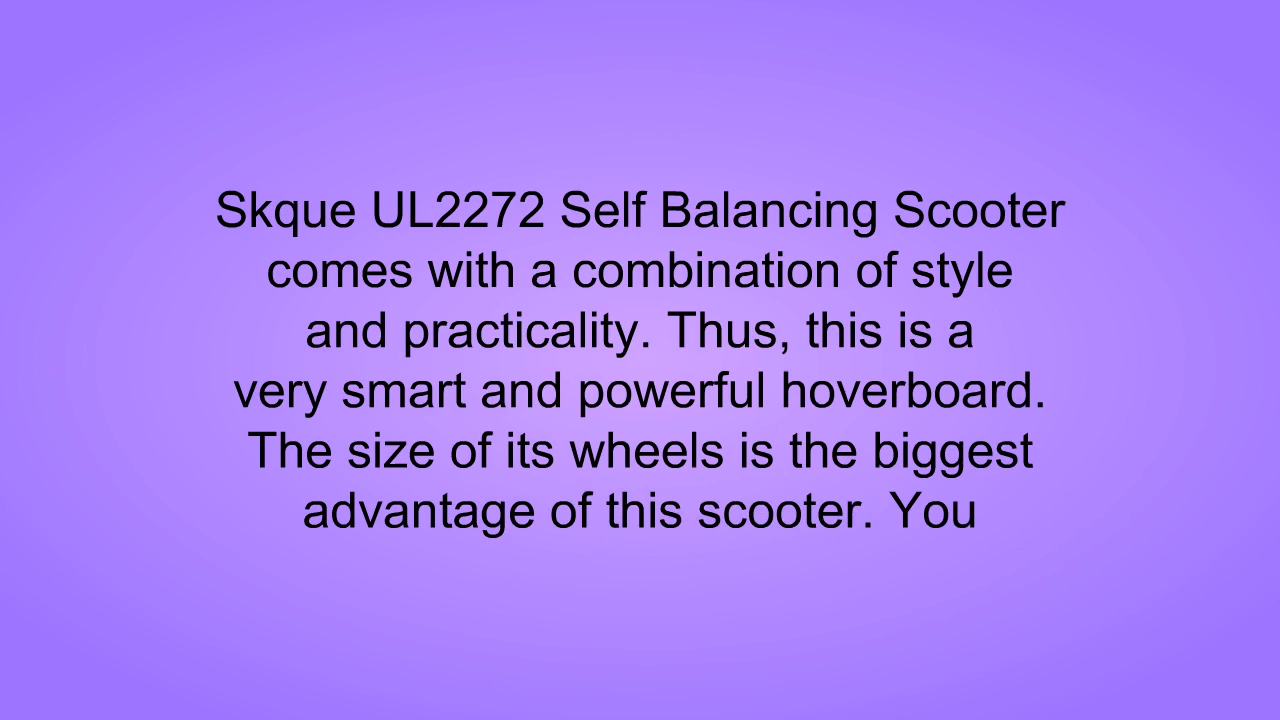 Skque UL2272 Self Balancing Scooter
comes with a combination of style
and practicality. Thus, this is a
very smart and powerful hoverboard.
The size of its wheels is the biggest
advantage of this scooter. You